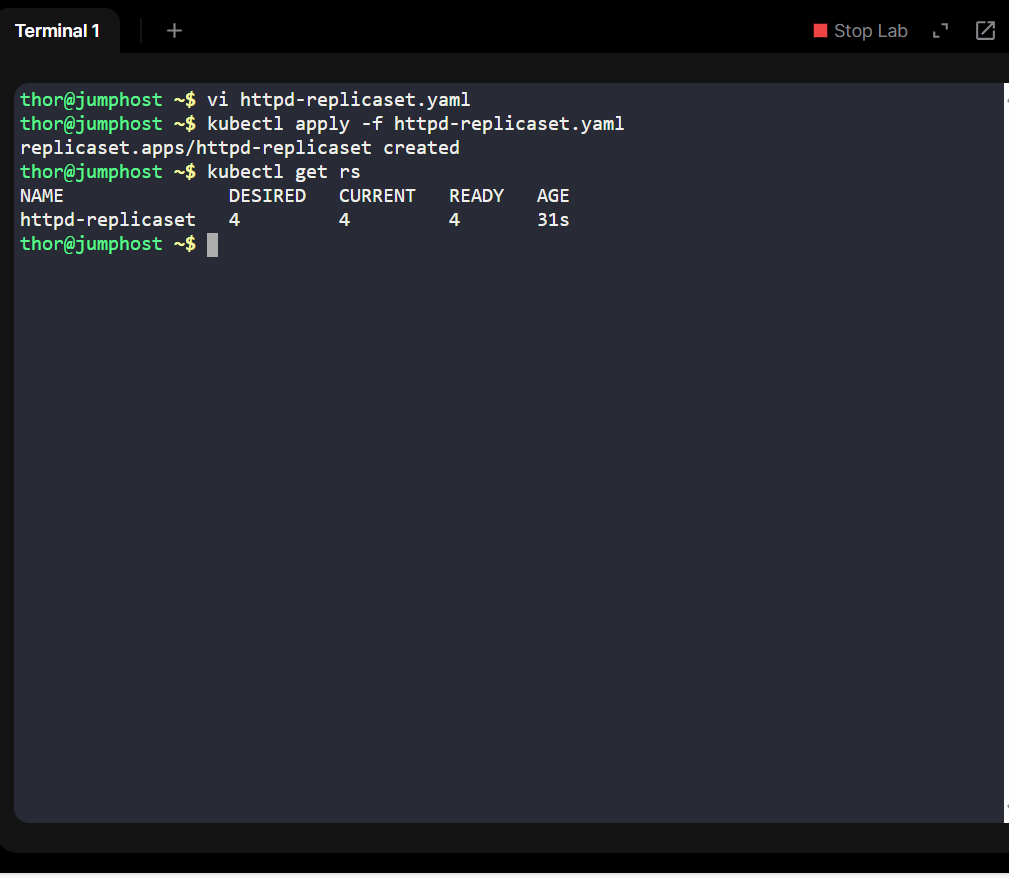 Terminal 1 + Stop Lab
thor@jumphost ~$ vi httpd-replicaset.yaml
thor@jumphost ~$ kubectl apply -f httpd-replicaset.yaml
replicaset.apps/httpd-replicaset created
thor@jumphost ~$ kubectl get rs
NAME DESIRED CURRENT READY AGE
httpd-replicaset 4 4 4 31s
thor@jumphost ~$